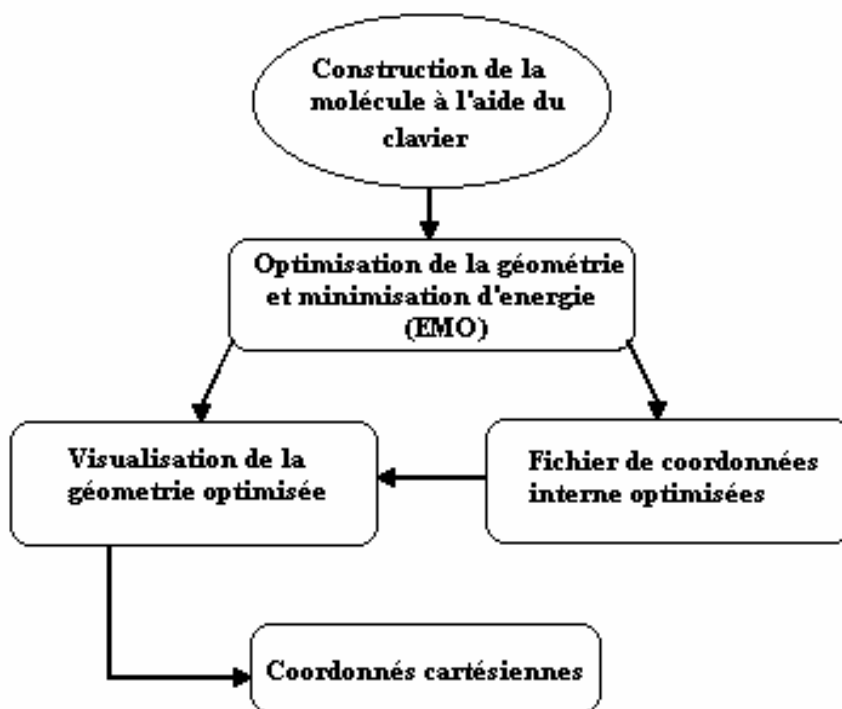 Construction de la
molécule à l'aide du
clavier
Optimisation de la géométrie
et minimisation d'energie
(EMO)
Visualisation de la
géometrie optimisée
Fichier de coordonnées
interne optimisées
Coordonnés cartésiennes